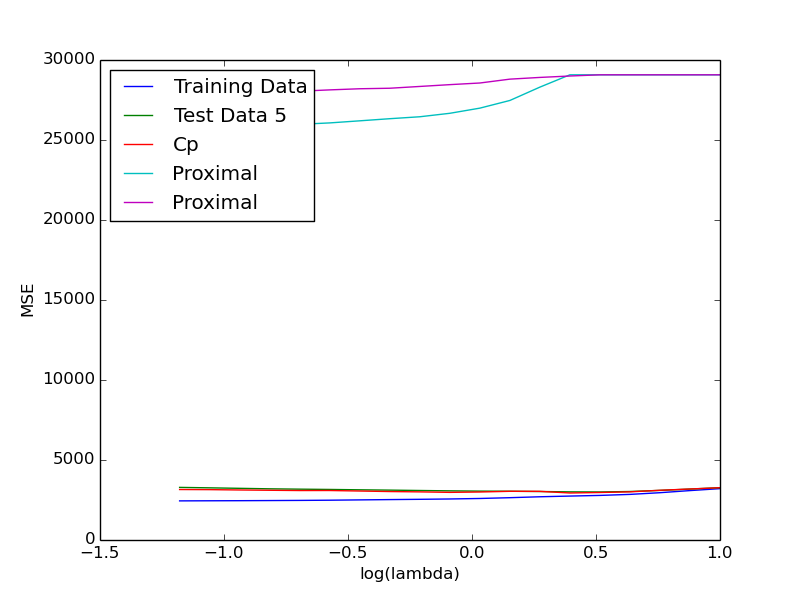 30000
25000
20000
15000
10000
5000
0
MSE
Training Data
Test Data 5
Cp
Proximal
Proximal
−1.5 −1.0 −0.5 0.0 0.5 1.0
log(lambda)